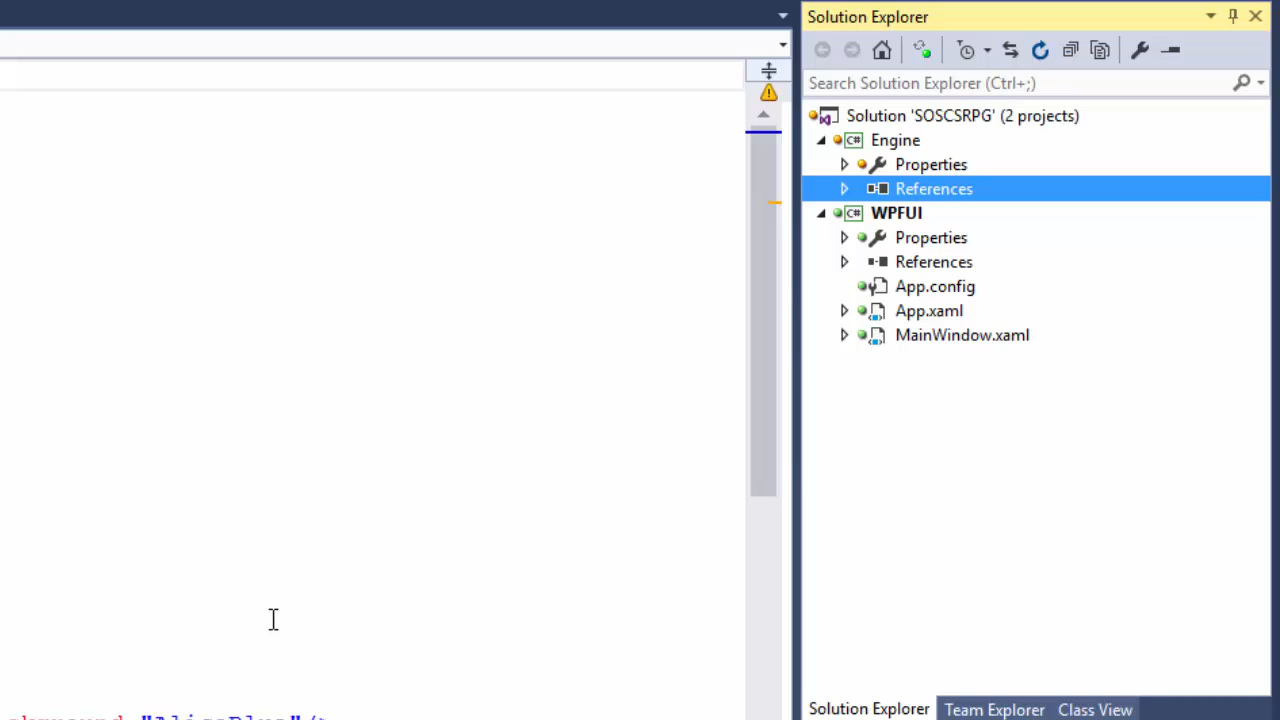 Solution Explorer
Search Solution Explorer (Ctrl+;)
Solution 'SOSCSRPG' (2 projects)
C# Engine
Properties
References
C# WPFUI
Properties
References
App.config
App.xaml
MainWindow.xaml
Solution Explorer Team Explorer Class View